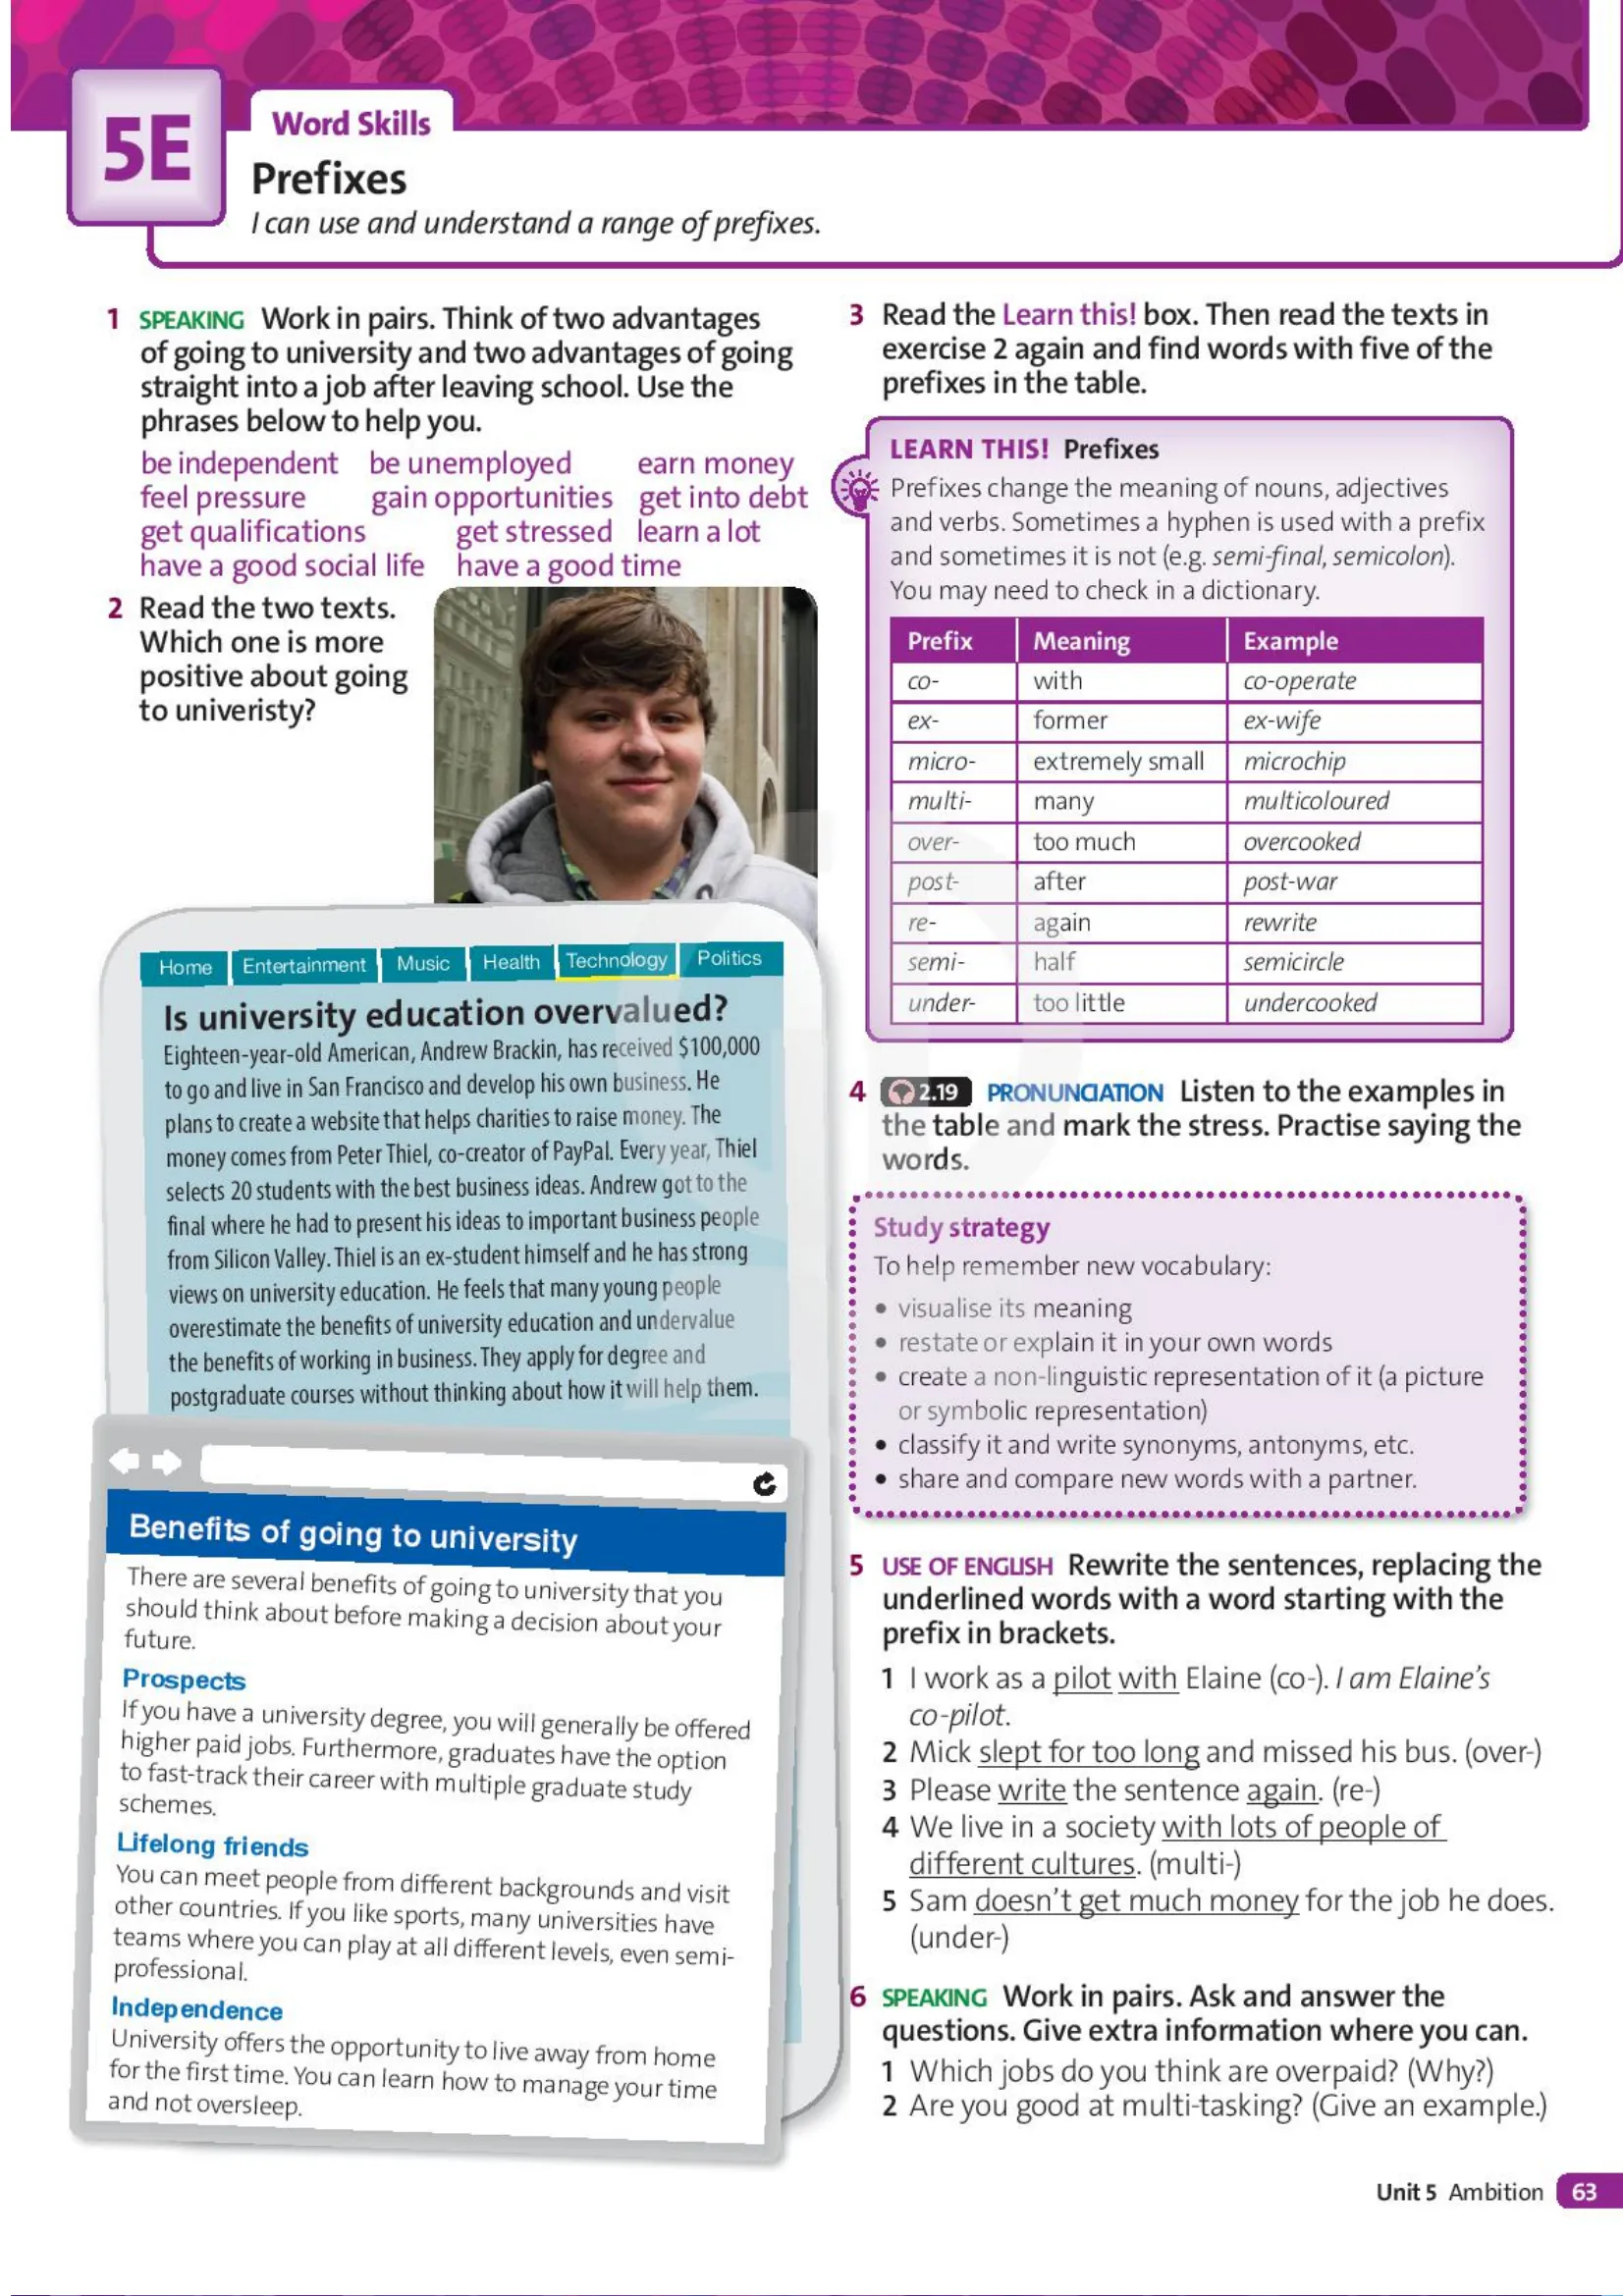 5E
Word Skills
Prefixes
I can use and understand a range of prefixes.
1 SPEAKING Work in pairs. Think of two advantages
of going to university and two advantages of going
straight into a job after leaving school. Use the
phrases below to help you.
be independent be unemployed earn money
feel pressure gain opportunities get into debt
get qualifications get stressed learn a lot
have a good social life have a good time
2 Read the two texts.
Which one is more
positive about going
to univeristy?
Home Entertainment Music Health Technology Politics
Is university education overvalued?
Eighteen-year-old American, Andrew Brackin, has received $100,000
to go and live in San Francisco and develop his own business. He
plans to create a website that helps charities to raise money. The
money comes from Peter Thiel, co-creator of PayPal. Every year, Thiel
selects 20 students with the best business ideas. Andrew got to the
final where he had to present his ideas to important business people
from Silicon Valley. Thiel is an ex-student himself and he has strong
views on university education. He feels that many young people
overestimate the benefits of university education and undervalue
the benefits of working in business. They apply for degree and
postgraduate courses without thinking about how it will help them.
Benefits of going to university
There are several benefits of going to university that you
should think about before making a decision about your
future.
Prospects
If you have a university degree, you will generally be offered
higher paid jobs. Furthermore, graduates have the option
to fast-track their career with multiple graduate study
schemes.
Lifelong friends
You can meet people from different backgrounds and visit
other countries. If you like sports, many universities have
teams where you can play at all different levels, even semi-
professional.
Independence
University offers the opportunity to live away from home
for the first time. You can learn how to manage your time
and not oversleep.
3 Read the Learn this! box. Then read the texts in
exercise 2 again and find words with five of the
prefixes in the table.
LEARN THIS! Prefixes
Prefixes change the meaning of nouns, adjectives
and verbs. Sometimes a hyphen is used with a prefix
and sometimes it is not (e.g. semi-final, semicolon).
You may need to check in a dictionary.
Prefix Meaning Example
co- with co-operate
ex- former ex-wife
micro- extremely small microchip
multi- many multicoloured
over- too much overcooked
post- after post-war
re- again rewrite
semi- half semicircle
under- too little undercooked
4 2.19 PRONUNCIATION Listen to the examples in
the table and mark the stress. Practise saying the
words.
Study strategy
To help remember new vocabulary:
• visualise its meaning
• restate or explain it in your own words
• create a non-linguistic representation of it (a picture
or symbolic representation)
• classify it and write synonyms, antonyms, etc.
• share and compare new words with a partner.
5 USE OF ENGLISH Rewrite the sentences, replacing the
underlined words with a word starting with the
prefix in brackets.
1 I work as a pilot with Elaine (co-). I am Elaine's
co-pilot.
2 Mick slept for too long and missed his bus. (over-)
3 Please write the sentence again. (re-)
4 We live in a society with lots of people of
different cultures. (multi-)
5 Sam doesn't get much money for the job he does.
(under-)
6 SPEAKING Work in pairs. Ask and answer the
questions. Give extra information where you can.
1 Which jobs do you think are overpaid? (Why?)
2 Are you good at multi-tasking? (Give an example.)
Unit 5 Ambition 63